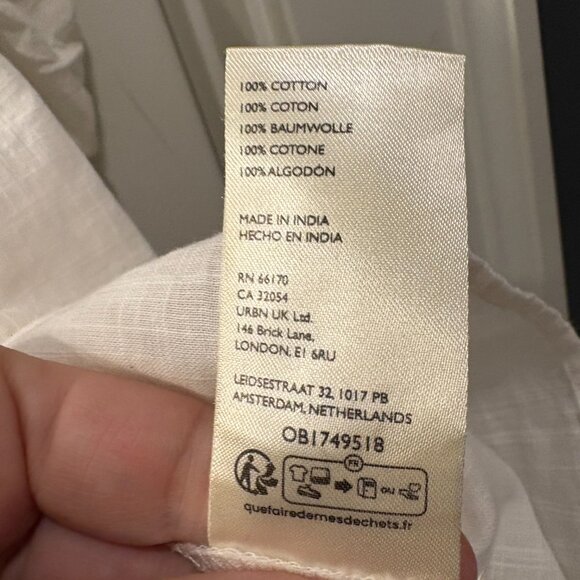 100% COTTON
100% COTON
100% BAUMWOLLE
100% COTONE
100% ALGODÓN
MADE IN INDIA
HECHO EN INDIA
RN 66170
CA 32054
URBN UK Ltd.
146 Brick Lane,
LONDON, E1 6RU
LEIDSESTRAAT 32, 1017 PB
AMSTERDAM, NETHERLANDS
OB1749518
FR
OU
quefairedemesdechets.fr